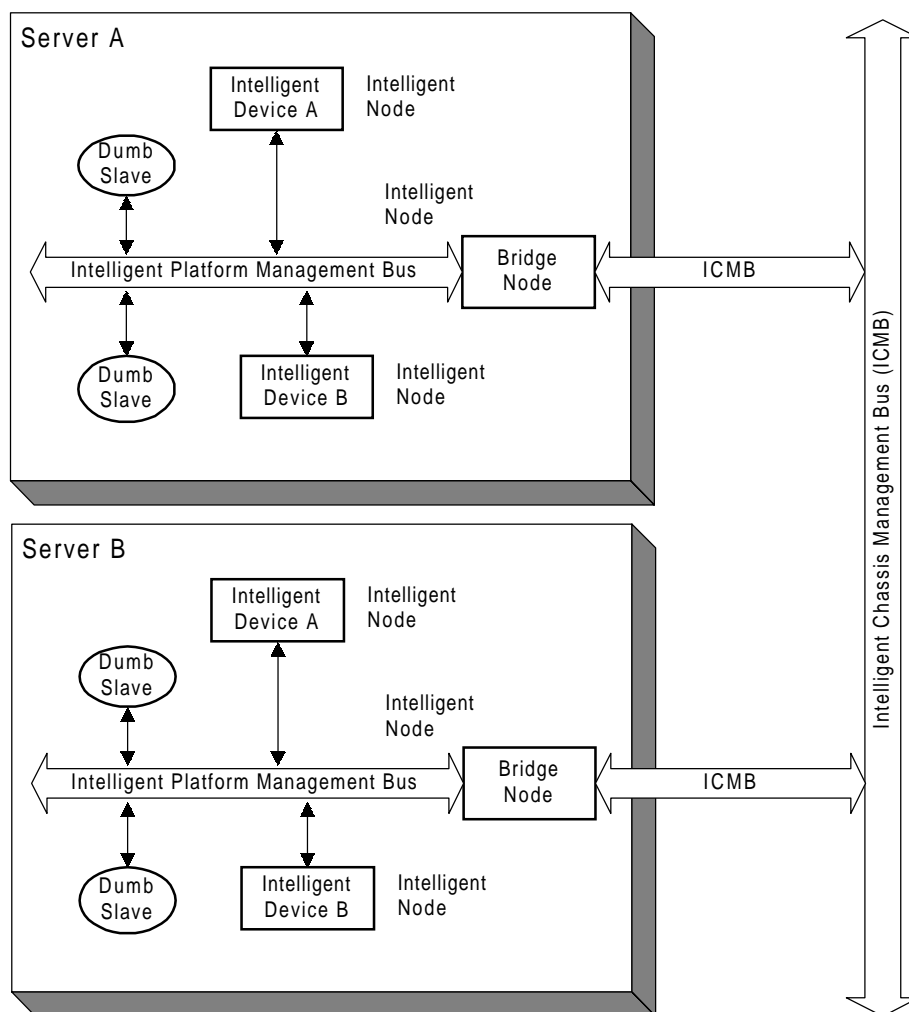 Server A
Intelligent
Device A
Intelligent
Node
Dumb
Slave
Intelligent
Node
Intelligent Platform Management Bus
Bridge
Node
ICMB
Dumb
Slave
Intelligent
Device B
Intelligent
Node
Intelligent Chassis Management Bus (ICMB)
Server B
Intelligent
Device A
Intelligent
Node
Dumb
Slave
Intelligent
Node
Intelligent Platform Management Bus
Bridge
Node
ICMB
Dumb
Slave
Intelligent
Device B
Intelligent
Node